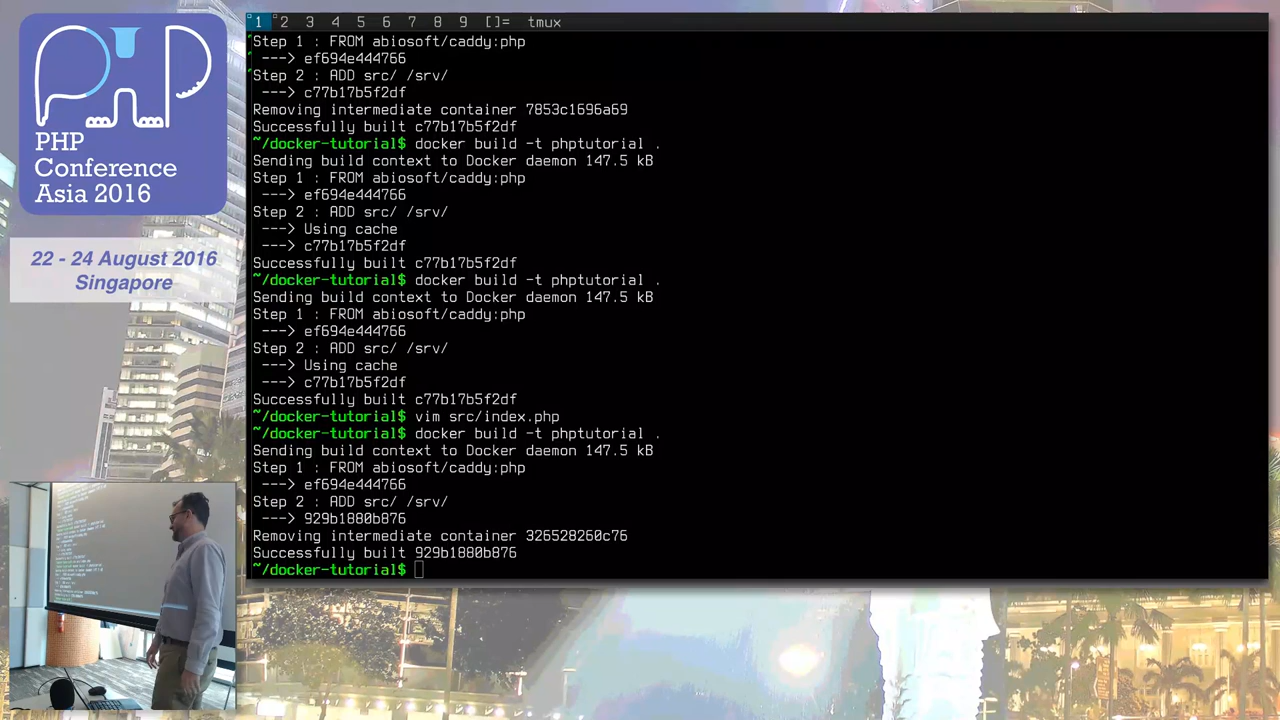 PHP
PHP
Conference
Asia 2016
22 - 24 August 2016
Singapore
1 2 3 4 5 6 7 8 9 []= tmux
Step 1 : FROM abiosoft/caddy:php
---> ef694e444766
Step 2 : ADD src/ /srv/
---> c77b17b5f2df
Removing intermediate container 7853c1696a69
Successfully built c77b17b5f2df
~/docker-tutorial$ docker build -t phptutorial .
Sending build context to Docker daemon 147.5 kB
Step 1 : FROM abiosoft/caddy:php
---> ef694e444766
Step 2 : ADD src/ /srv/
---> Using cache
---> c77b17b5f2df
Successfully built c77b17b5f2df
~/docker-tutorial$ docker build -t phptutorial .
Sending build context to Docker daemon 147.5 kB
Step 1 : FROM abiosoft/caddy:php
---> ef694e444766
Step 2 : ADD src/ /srv/
---> Using cache
---> c77b17b5f2df
Successfully built c77b17b5f2df
~/docker-tutorial$ vim src/index.php
~/docker-tutorial$ docker build -t phptutorial .
Sending build context to Docker daemon 147.5 kB
Step 1 : FROM abiosoft/caddy:php
---> ef694e444766
Step 2 : ADD src/ /srv/
---> 929b1880b876
Removing intermediate container 326528260c76
Successfully built 929b1880b876
~/docker-tutorial$